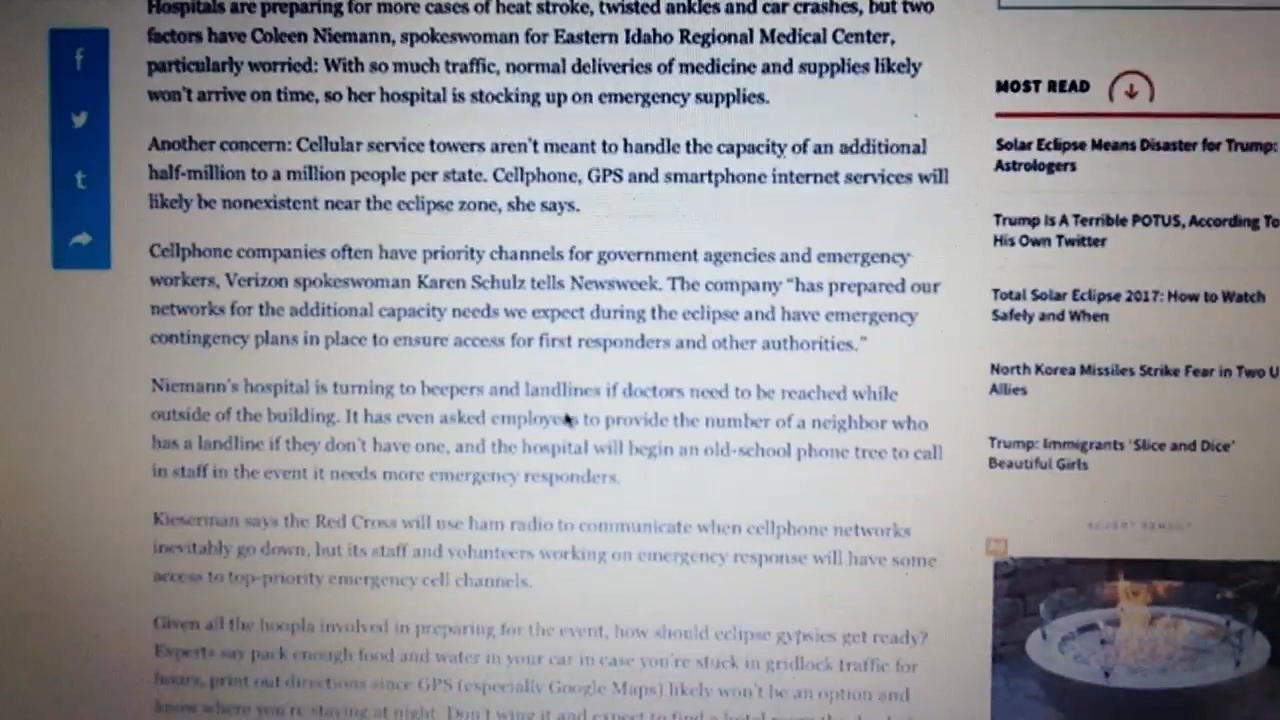 Hospitals are preparing for more cases of heat stroke, twisted ankles and car crashes, but two
factors have Coleen Niemann, spokeswoman for Eastern Idaho Regional Medical Center,
particularly worried: With so much traffic, normal deliveries of medicine and supplies likely
won't arrive on time, so her hospital is stocking up on emergency supplies.
Another concern: Cellular service towers aren't meant to handle the capacity of an additional
half-million to a million people per state. Cellphone, GPS and smartphone internet services will
likely be nonexistent near the eclipse zone, she says.
Cellphone companies often have priority channels for government agencies and emergency
workers, Verizon spokeswoman Karen Schulz tells Newsweek. The company “has prepared our
networks for the additional capacity needs we expect during the eclipse and have emergency
contingency plans in place to ensure access for first responders and other authorities.”
Niemann's hospital is turning to beepers and landlines if doctors need to be reached while
outside of the building. It has even asked employees to provide the number of a neighbor who
has a landline if they don't have one, and the hospital will begin an old-school phone tree to call
in staff in the event it needs more emergency responders.
Kieserman says the Red Cross will use ham radio to communicate when cellphone networks
inevitably go down, but its staff and volunteers working on emergency response will have some
access to top-priority emergency cell channels.
Given all the hoopla involved in preparing for the event, how should eclipse gypsies get ready?
Experts say pack enough food and water in your car in case you're stuck in gridlock traffic for
hours, print out directions since GPS (especially Google Maps) likely won't be an option and
know where you're staying at night. Don't wing it and expect to find a hotel
MOST READ
Solar Eclipse Means Disaster for Trump:
Astrologers
Trump Is A Terrible POTUS, According To
His Own Twitter
Total Solar Eclipse 2017: How to Watch
Safely and When
North Korea Missiles Strike Fear in Two U
Allies
Trump: Immigrants 'Slice and Dice'
Beautiful Girls
ADVERTISEMENT